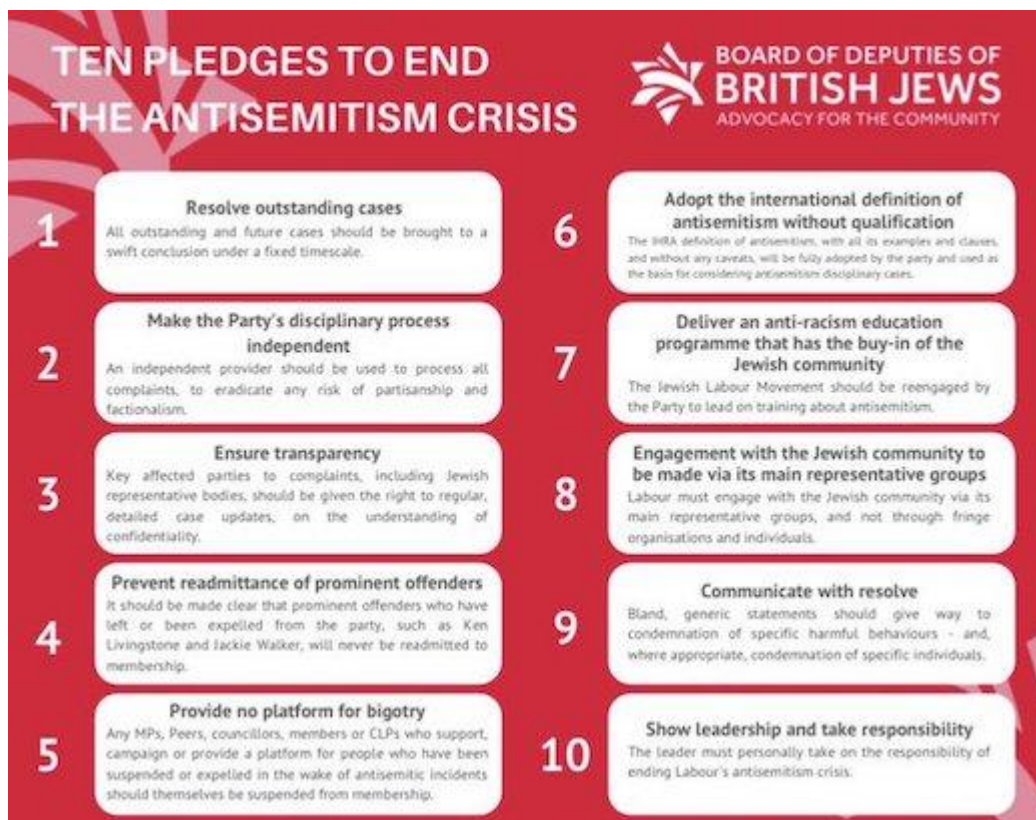 TEN PLEDGES TO END
THE ANTISEMITISM CRISIS
BOARD OF DEPUTIES OF
BRITISH JEWS
ADVOCACY FOR THE COMMUNITY
1
Resolve outstanding cases
All outstanding and future cases should be brought to a
swift conclusion under a fixed timescale.
2
Make the Party's disciplinary process
independent
An independent provider should be used to process all
complaints, to eradicate any risk of partisanship and
factionalism.
3
Ensure transparency
Key affected parties to complaints, including Jewish
representative bodies, should be given the right to regular,
detailed case updates, on the understanding of
confidentiality.
4
Prevent readmittance of prominent offenders
It should be made clear that prominent offenders who have
left or been expelled from the party, such as Ken
Livingstone and Jackie Walker, will never be readmitted to
membership.
5
Provide no platform for bigotry
Any MPs, Peers, councillors, members or CLPs who support,
campaign or provide a platform for people who have been
suspended or expelled in the wake of antisemitic incidents
should themselves be suspended from membership.
6
Adopt the international definition of
antisemitism without qualification
The IHRA definition of antisemitism, with all its examples and clauses,
and without any caveats, will be fully adopted by the party and used as
the basis for considering antisemitism disciplinary cases.
7
Deliver an anti-racism education
programme that has the buy-in of the
Jewish community
The Jewish Labour Movement should be reengaged by
the Party to lead on training about antisemitism.
8
Engagement with the Jewish community to
be made via its main representative groups
Labour must engage with the Jewish community via its
main representative groups, and not through fringe
organisations and individuals.
9
Communicate with resolve
Bland, generic statements should give way to
condemnation of specific harmful behaviours - and,
where appropriate, condemnation of specific individuals.
10
Show leadership and take responsibility
The leader must personally take on the responsibility of
ending Labour's antisemitism crisis.